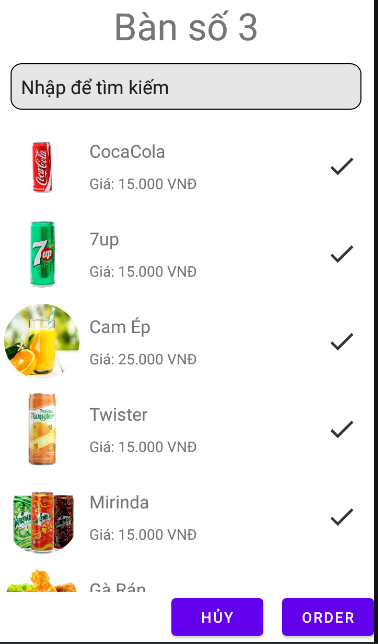 Bàn số 3
Nhập để tìm kiếm
CocaCola
Giá: 15.000 VNĐ
7up
Giá: 15.000 VNĐ
Cam Ép
Giá: 25.000 VNĐ
Twister
Giá: 15.000 VNĐ
Mirinda
Giá: 15.000 VNĐ
Gà Rán
HỦY
ORDER